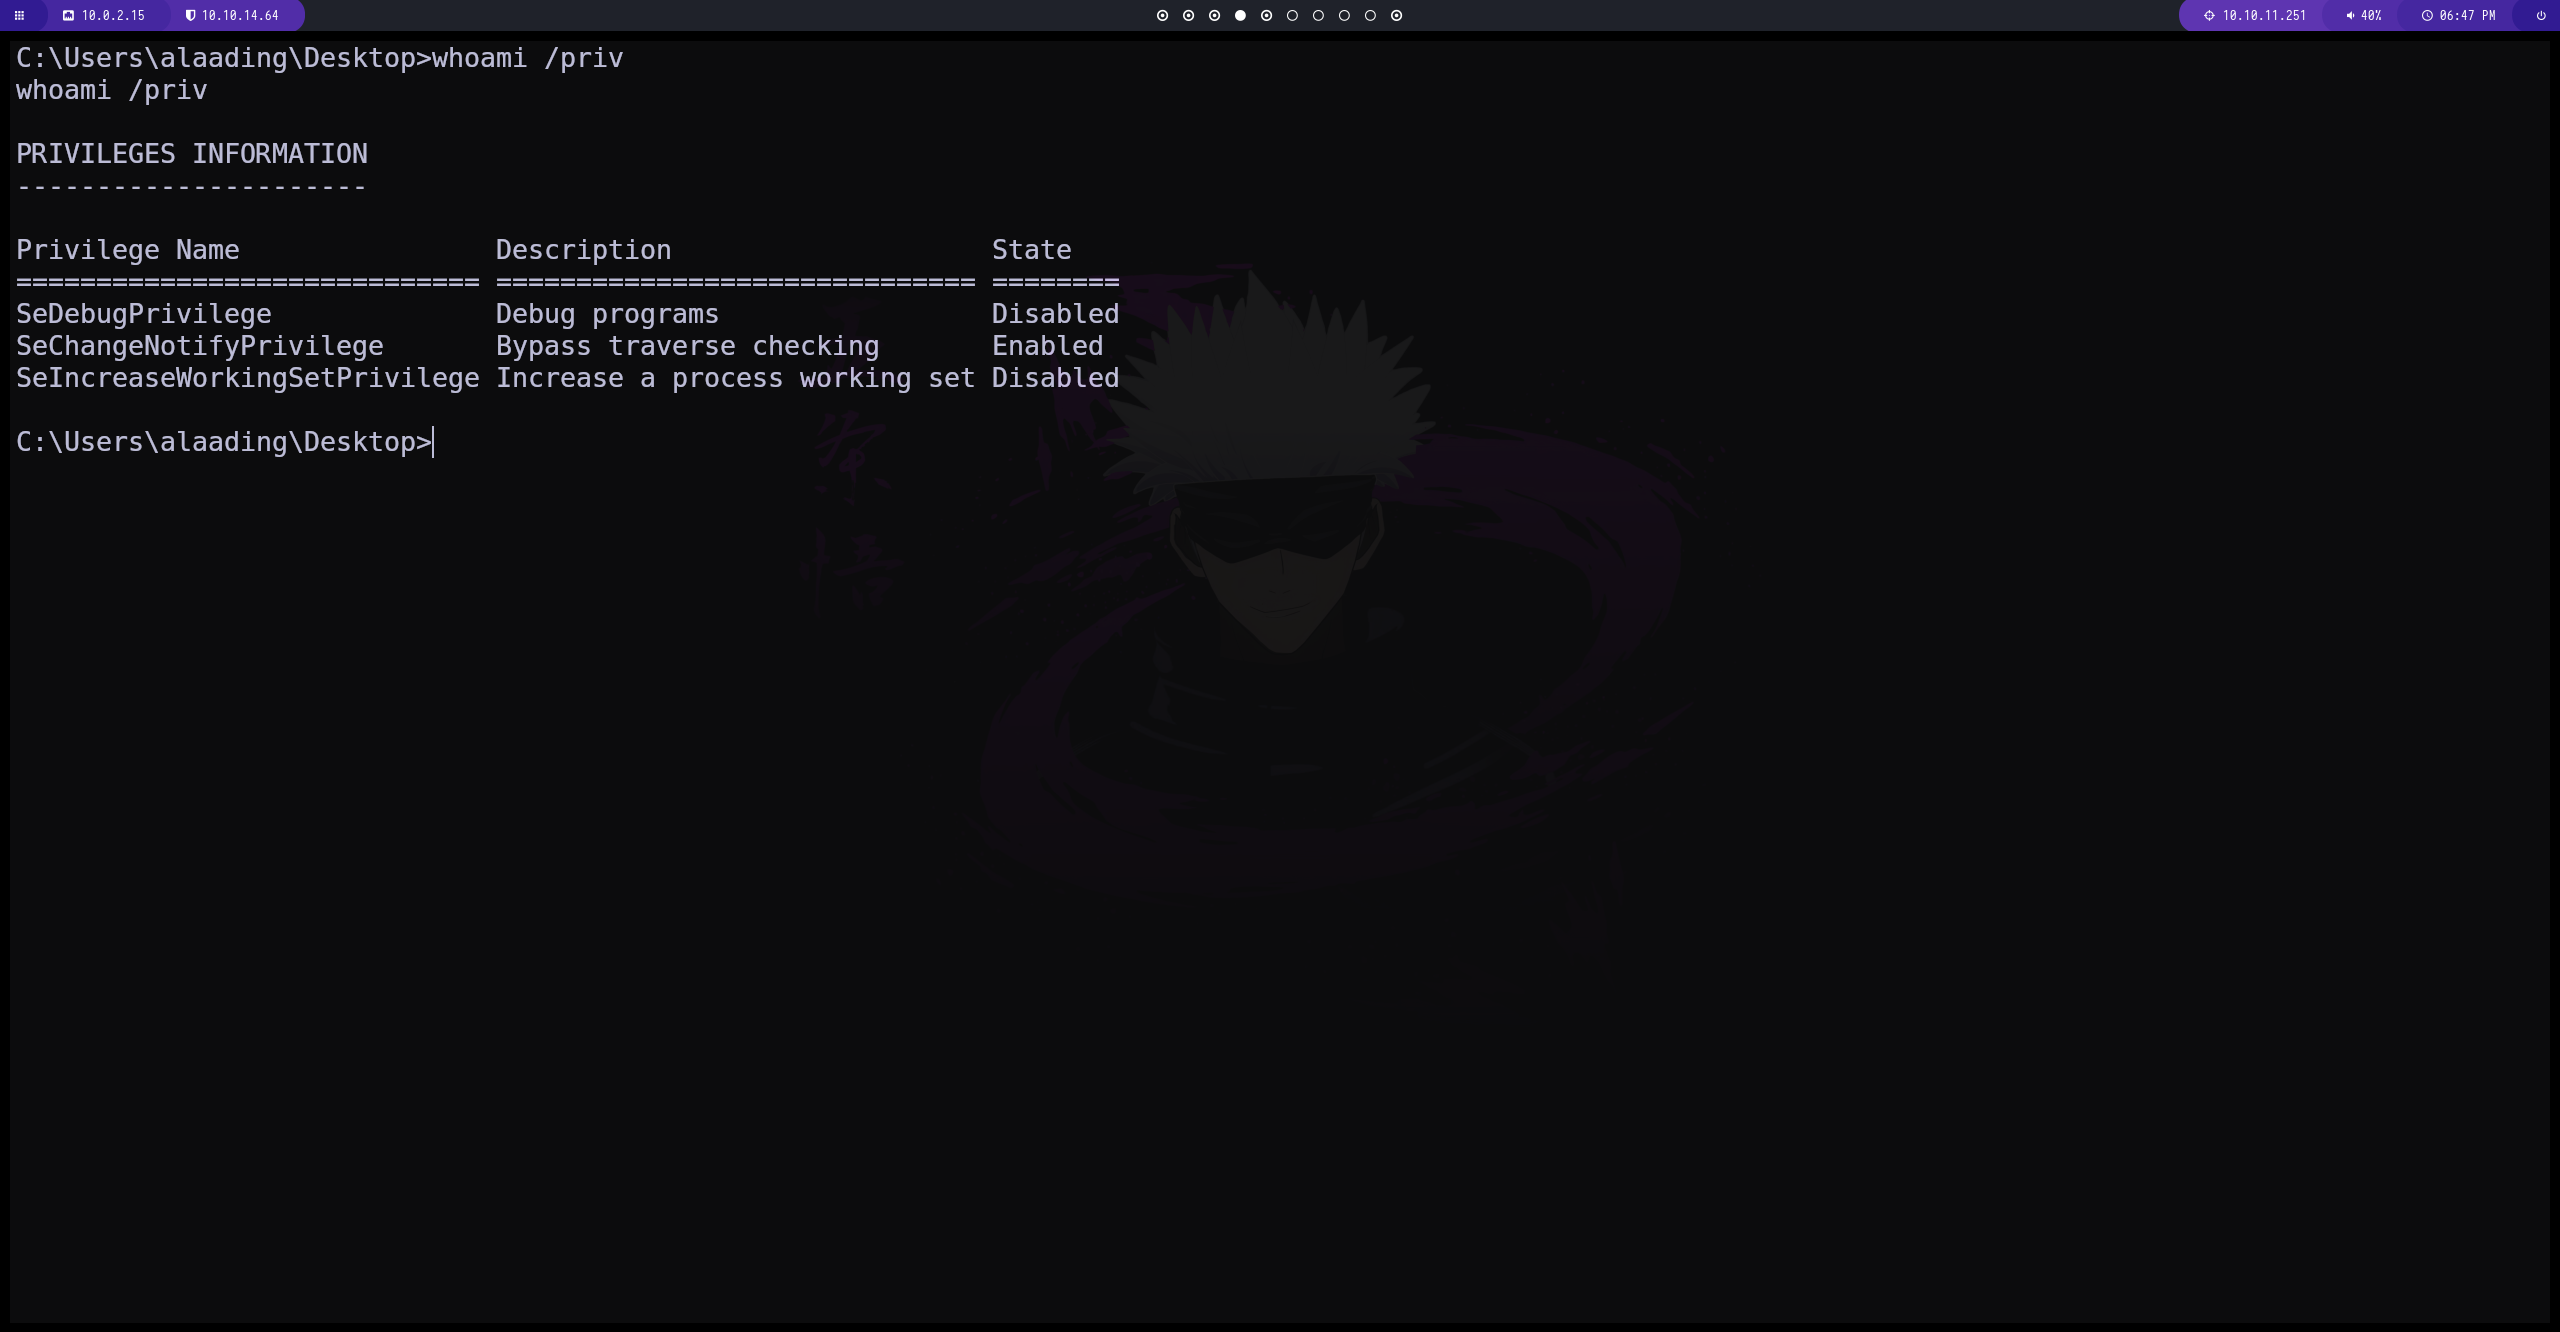 10.0.2.15 10.10.14.64 10.10.11.251 40% 06:47 PM
C:\Users\alaading\Desktop>whoami /priv
whoami /priv
PRIVILEGES INFORMATION
----------------------
Privilege Name                Description                    State
============================= ============================== ========
SeDebugPrivilege              Debug programs                 Disabled
SeChangeNotifyPrivilege       Bypass traverse checking       Enabled
SeIncreaseWorkingSetPrivilege Increase a process working set Disabled
C:\Users\alaading\Desktop>